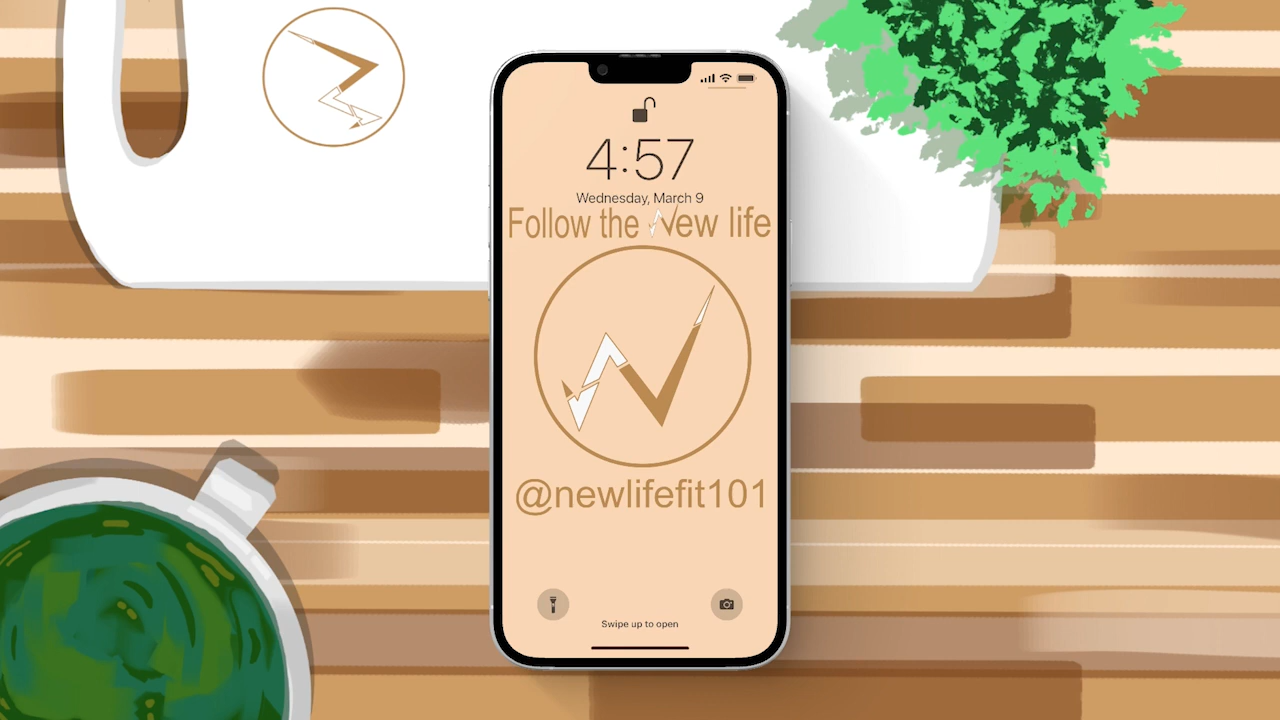 4:57
Wednesday, March 9
Follow the New life
@newlifefit101
Swipe up to open